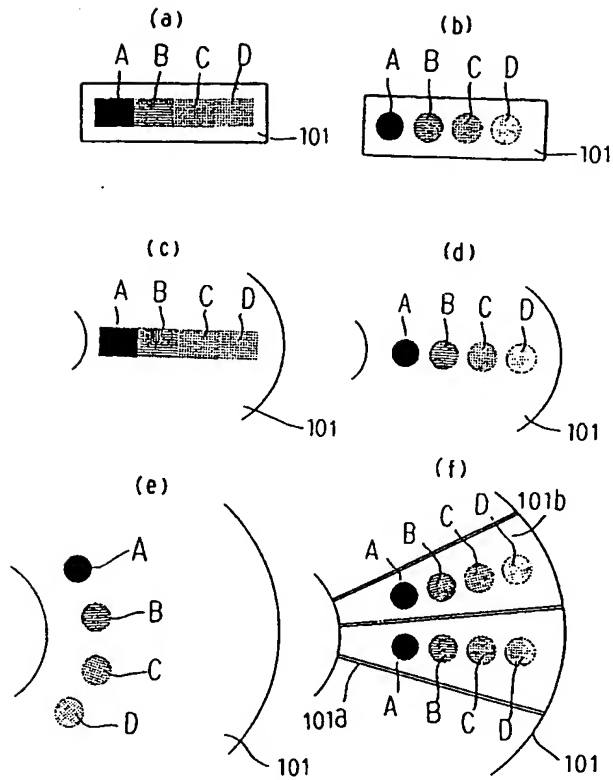 (a)
A B C D
101
(b)
A B C D
101
(c)
A B C D
101
(d)
A B C D
101
(e)
A
B
C
D
101
(f)
A B C D 101b
101a A B C D 101